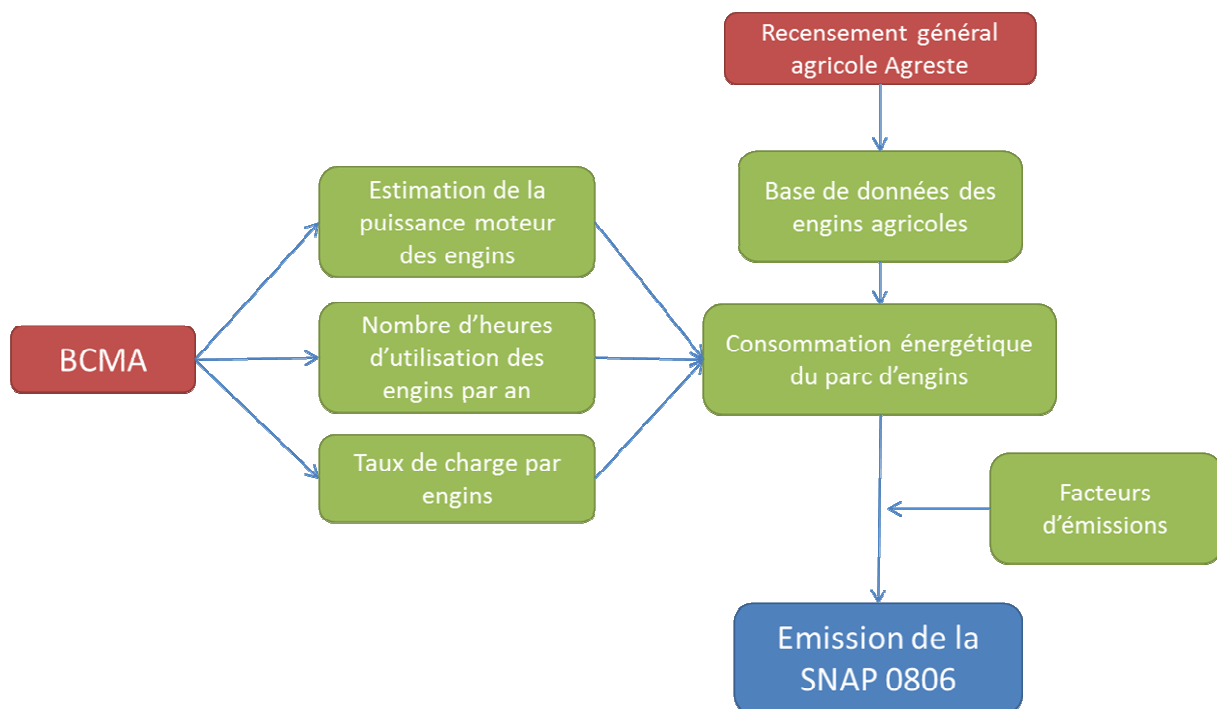 Recensement général
agricole Agreste
Estimation de la
puissance moteur
des engins
Base de données des
engins agricoles
BCMA
Nombre d’heures
d’utilisation des
engins par an
Consommation énergétique
du parc d’engins
Taux de charge par
engins
Facteurs
d’émissions
Emission de la
SNAP 0806